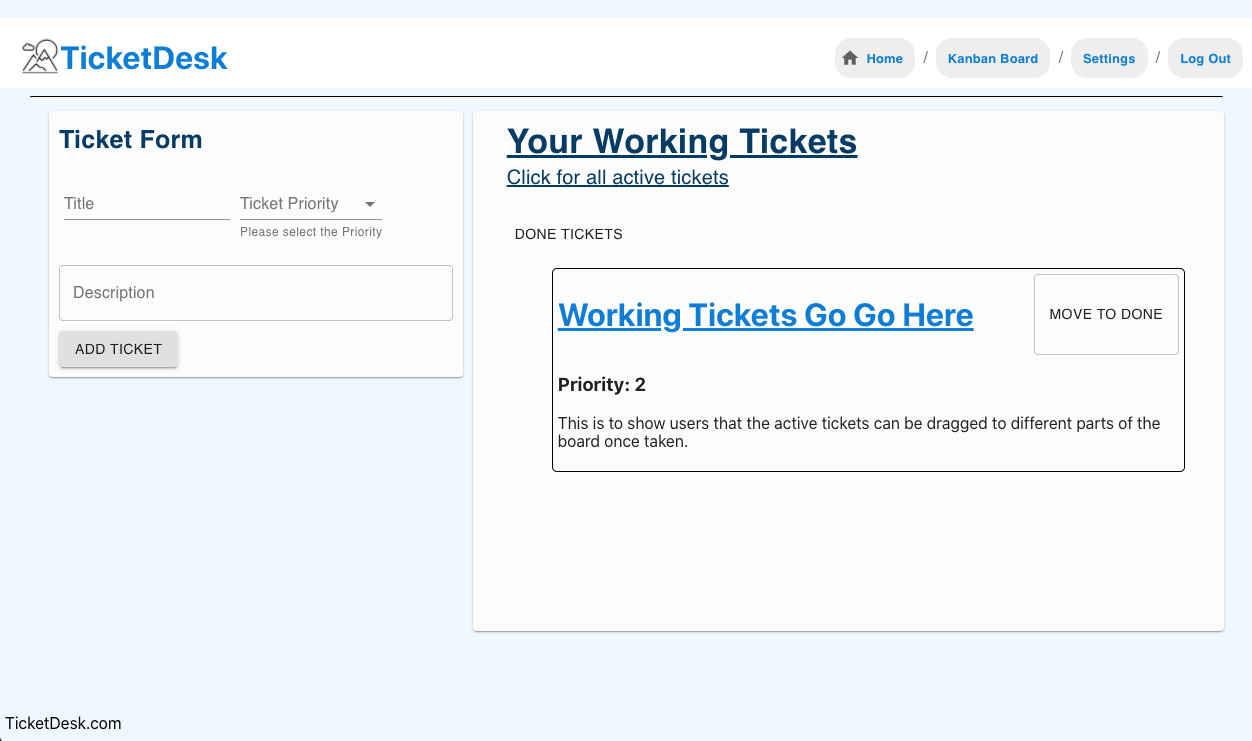 TicketDesk
Home / Kanban Board / Settings / Log Out
Ticket Form
Title
Ticket Priority
Please select the Priority
Description
ADD TICKET
Your Working Tickets
Click for all active tickets
DONE TICKETS
Working Tickets Go Go Here
MOVE TO DONE
Priority: 2
This is to show users that the active tickets can be dragged to different parts of the
board once taken.
TicketDesk.com